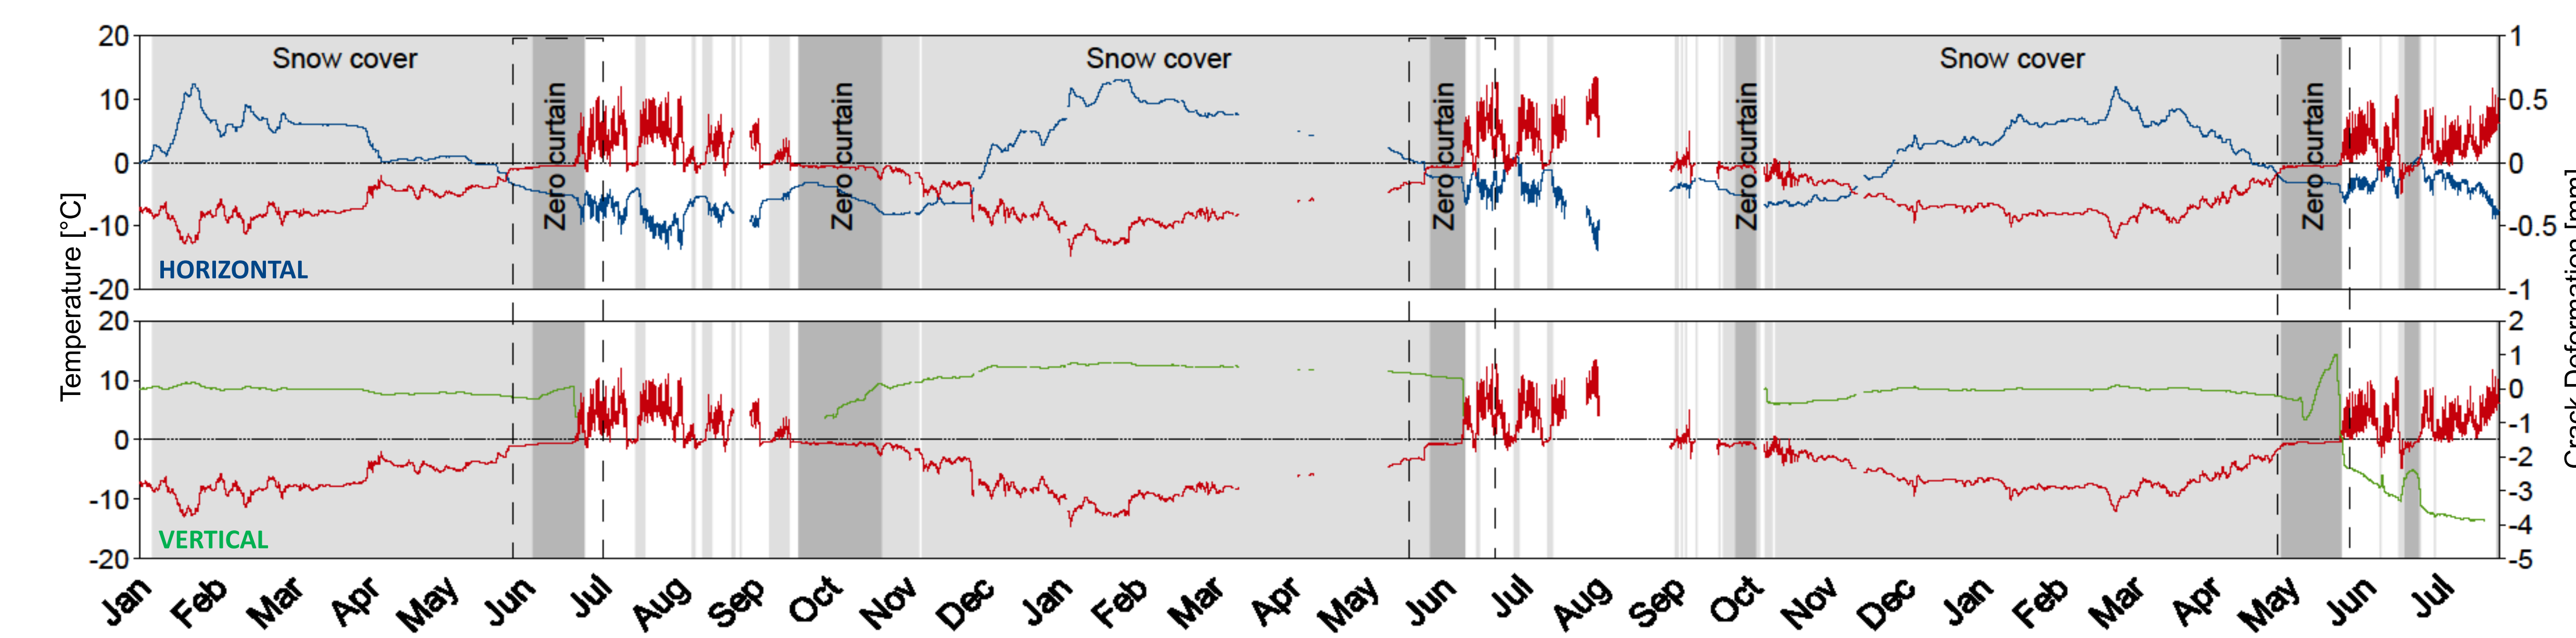 Temperature [°C]
20
10
0
-10
-20
Snow cover
Zero curtain
Zero curtain
Snow cover
Zero curtain
Zero curtain
Snow cover
Zero curtain
HORIZONTAL
1
0.5
0
-0.5
-1
20
10
0
-10
-20
VERTICAL
2
1
0
-1
-2
-3
-4
-5
Crack Deformation [mm]
Jan Feb Mar Apr May Jun Jul Aug Sep Oct Nov Dec Jan Feb Mar Apr May Jun Jul Aug Sep Oct Nov Dec Jan Feb Mar Apr May Jun Jul